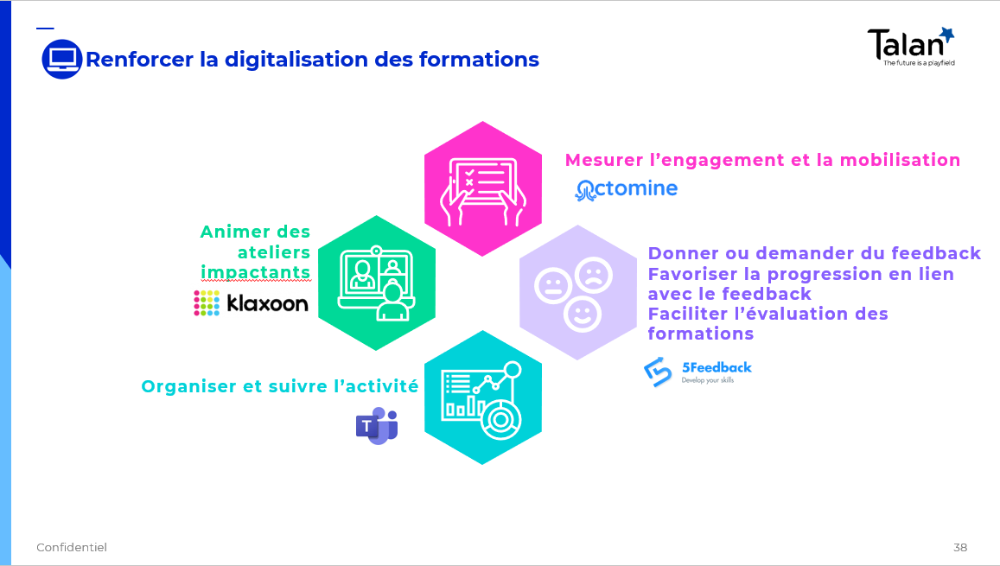 Renforcer la digitalisation des formations
Talan
The future is a playfield
Mesurer l’engagement et la mobilisation
Octomine
Animer des
ateliers
impactants
klaxoon
Donner ou demander du feedback
Favoriser la progression en lien
avec le feedback
Faciliter l’évaluation des
formations
5Feedback
Develop your skills
Organiser et suivre l’activité
T
Confidentiel
38